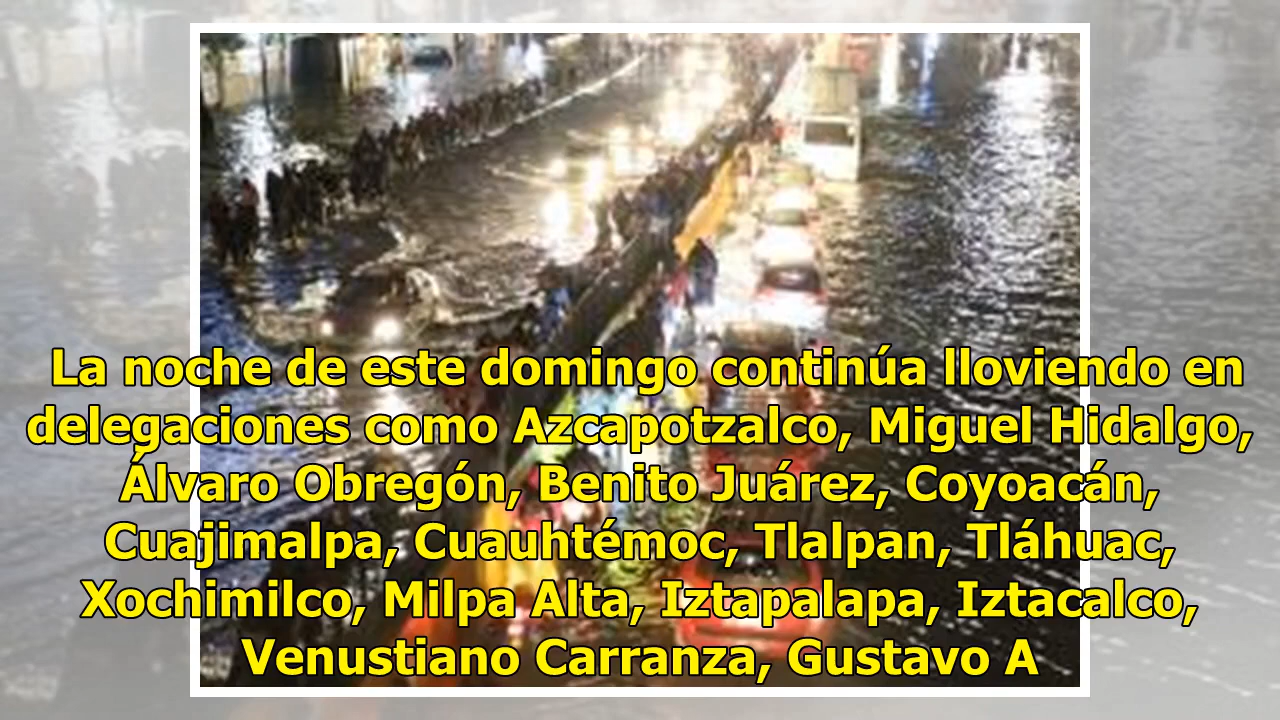 La noche de este domingo continúa lloviendo en
delegaciones como Azcapotzalco, Miguel Hidalgo,
Álvaro Obregón, Benito Juárez, Coyoacán,
Cuajimalpa, Cuauhtémoc, Tlalpan, Tláhuac,
Xochimilco, Milpa Alta, Iztapalapa, Iztacalco,
Venustiano Carranza, Gustavo A